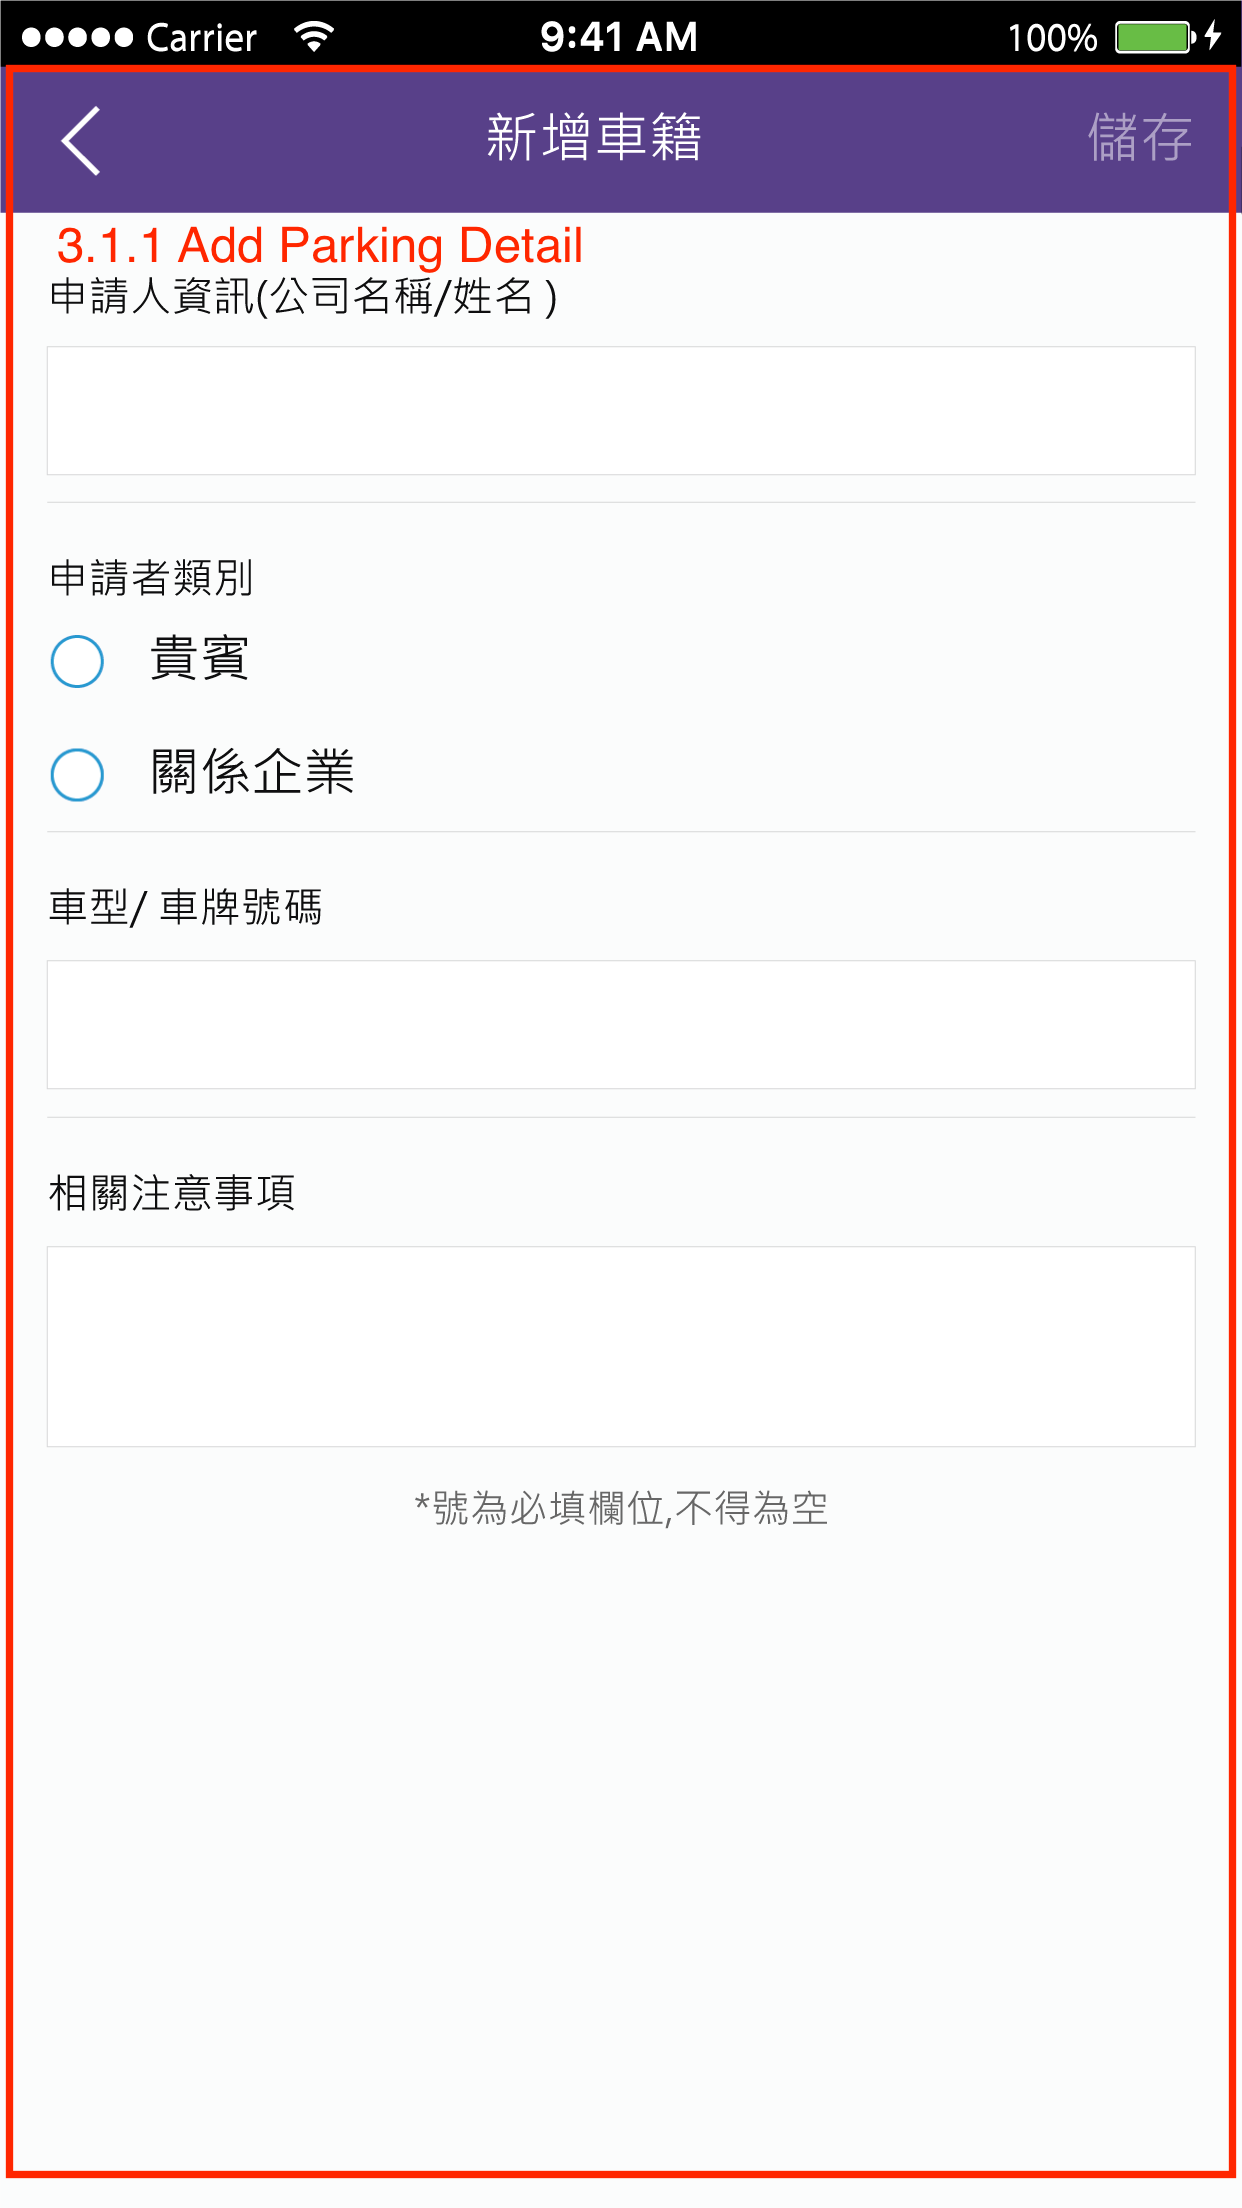 Carrier 9:41 AM 100%
新增車籍 儲存
3.1.1 Add Parking Detail
申請人資訊(公司名稱/姓名 )
申請者類別
貴賓
關係企業
車型/ 車牌號碼
相關注意事項
*號為必填欄位,不得為空